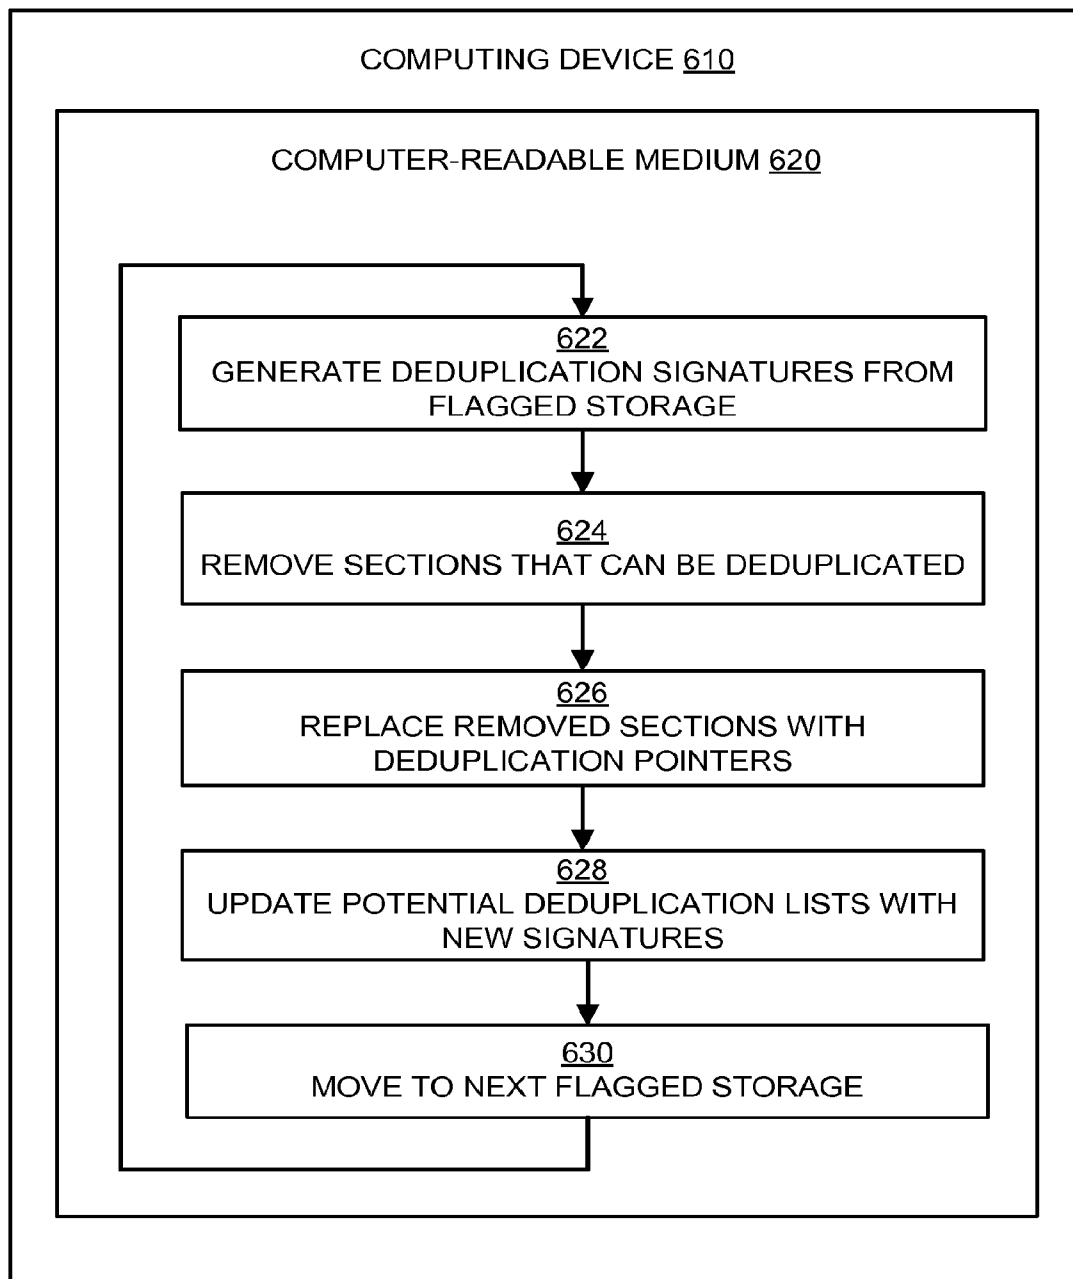 COMPUTING DEVICE 610
COMPUTER-READABLE MEDIUM 620
622
GENERATE DEDUPLICATION SIGNATURES FROM
FLAGGED STORAGE
624
REMOVE SECTIONS THAT CAN BE DEDUPLICATED
626
REPLACE REMOVED SECTIONS WITH
DEDUPLICATION POINTERS
628
UPDATE POTENTIAL DEDUPLICATION LISTS WITH
NEW SIGNATURES
630
MOVE TO NEXT FLAGGED STORAGE